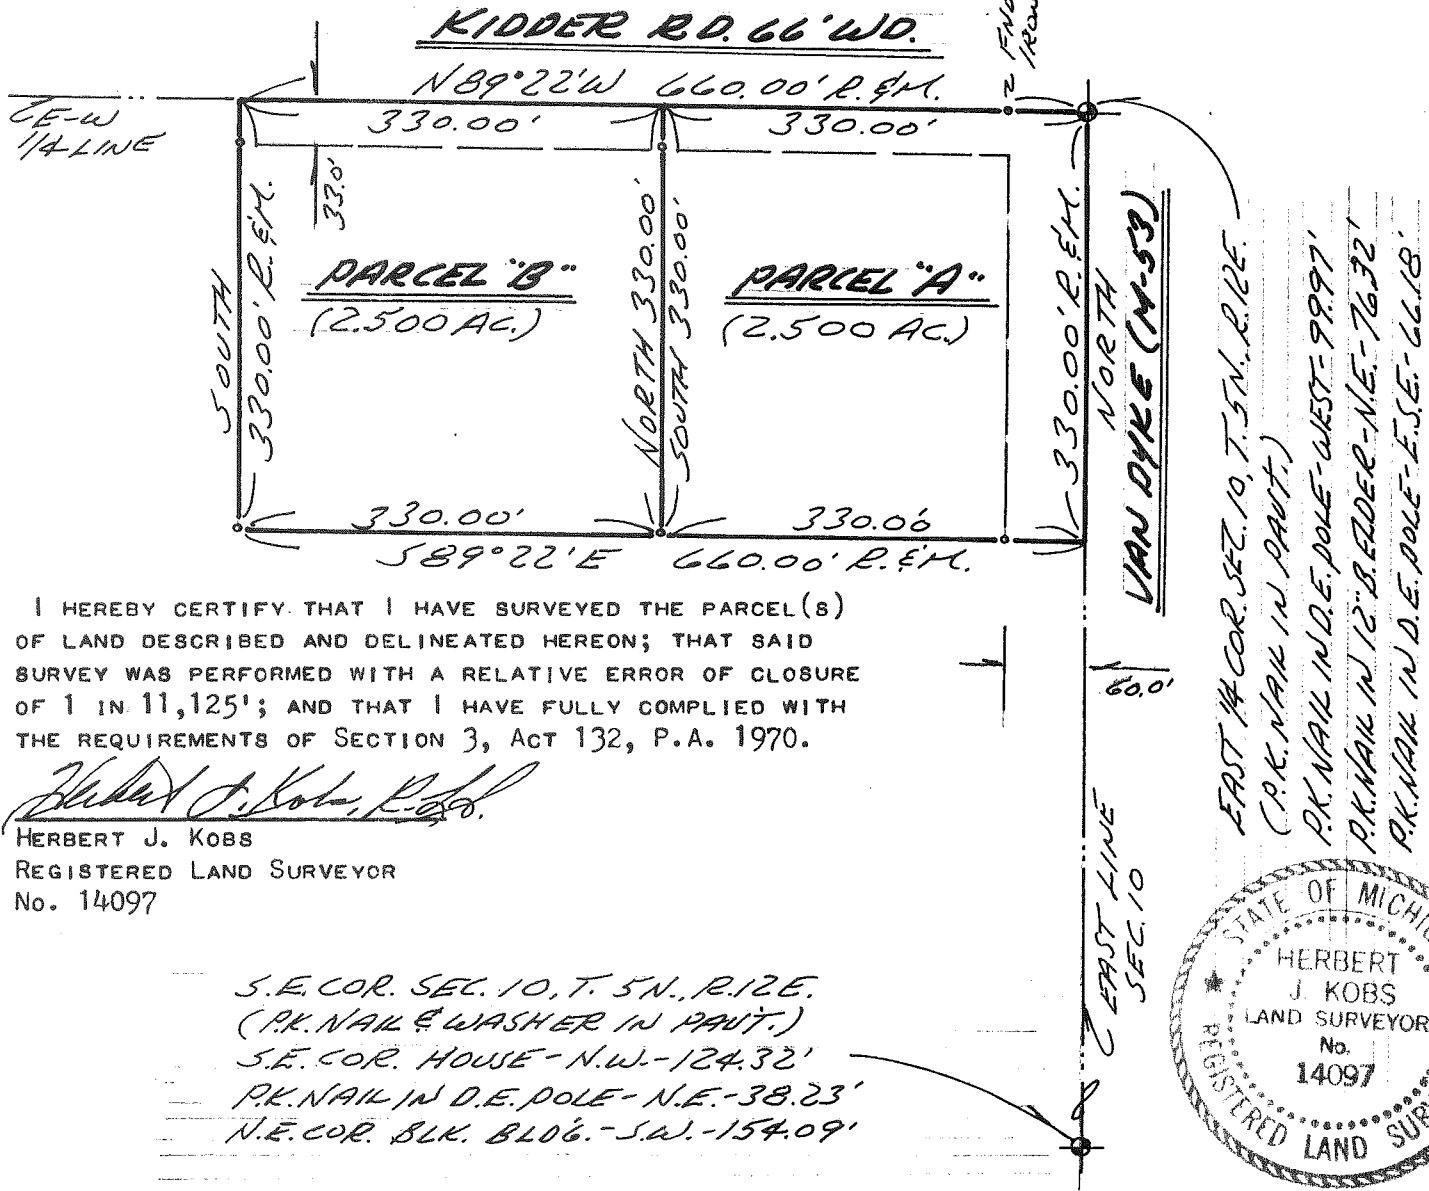 KIDDER RD. 66' WD.
FND
IRON
N89°22'W 660.00' R.&M.
330.00'
330.00'
E-W
1/4 LINE
33.0'
SOUTH
330.00' R.&M.
PARCEL "B"
(2.500 AC.)
NORTH 330.00'
SOUTH 330.00'
PARCEL "A"
(2.500 AC.)
330.00' R.&M.
NORTH
VAN DYKE (M-53)
330.00'
330.00
S89°22'E 660.00' R.&M.
60.0'
EAST 1/4 COR. SEC. 10, T. 5N., R.12E.
(P.K. NAIL IN PAVT.)
P.K. NAIL IN D.E. POLE-WEST-99.97'
P.K. NAIL IN 12" B.ELDER-N.E.-76.32'
P.K. NAIL IN D.E. POLE-E.S.E.-66.18'
I HEREBY CERTIFY THAT I HAVE SURVEYED THE PARCEL(S)
OF LAND DESCRIBED AND DELINEATED HEREON; THAT SAID
SURVEY WAS PERFORMED WITH A RELATIVE ERROR OF CLOSURE
OF 1 IN 11,125'; AND THAT I HAVE FULLY COMPLIED WITH
THE REQUIREMENTS OF SECTION 3, ACT 132, P.A. 1970.
Herbert J. Kobs, R.L.S.
HERBERT J. KOBS
REGISTERED LAND SURVEYOR
No. 14097
EAST LINE
SEC. 10
S.E. COR. SEC. 10, T. 5N., R.12E.
(P.K. NAIL & WASHER IN PAVT.)
S.E. COR. HOUSE-N.W.-124.32'
P.K. NAIL IN D.E. POLE-N.E.-38.23'
N.E. COR. BLK. BLDG.-S.W.-154.09'
STATE OF MICHI
HERBERT
J. KOBS
LAND SURVEYOR
No.
14097
REGISTERED LAND SURV